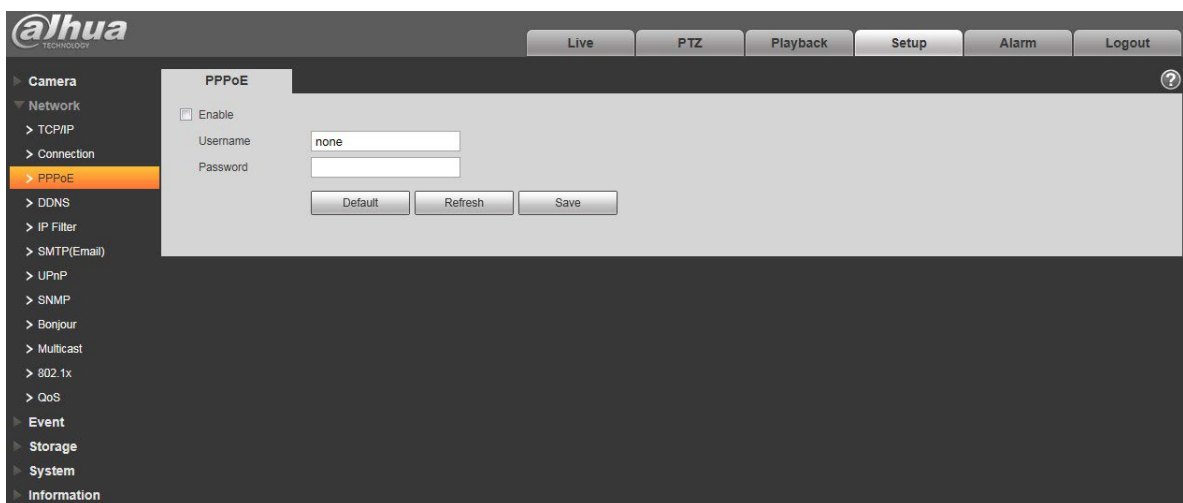 alhua
TECHNOLOGY
Live
PTZ
Playback
Setup
Alarm
Logout
Camera
Network
> TCP/IP
> Connection
> PPPoE
> DDNS
> IP Filter
> SMTP(Email)
> UPnP
> SNMP
> Bonjour
> Multicast
> 802.1x
> QoS
Event
Storage
System
Information
PPPoE
?
Enable
Username none
Password
Default Refresh Save